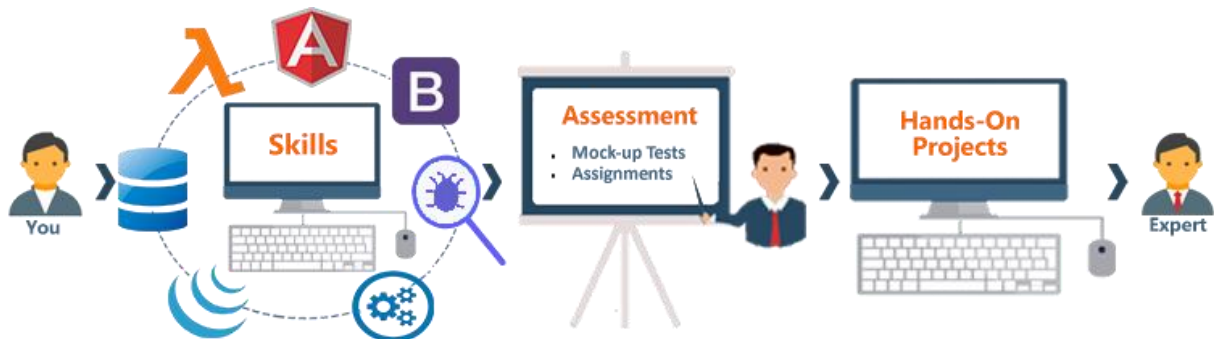 You
Skills
A
B
Assessment
• Mock-up Tests
• Assignments
Hands-On
Projects
Expert